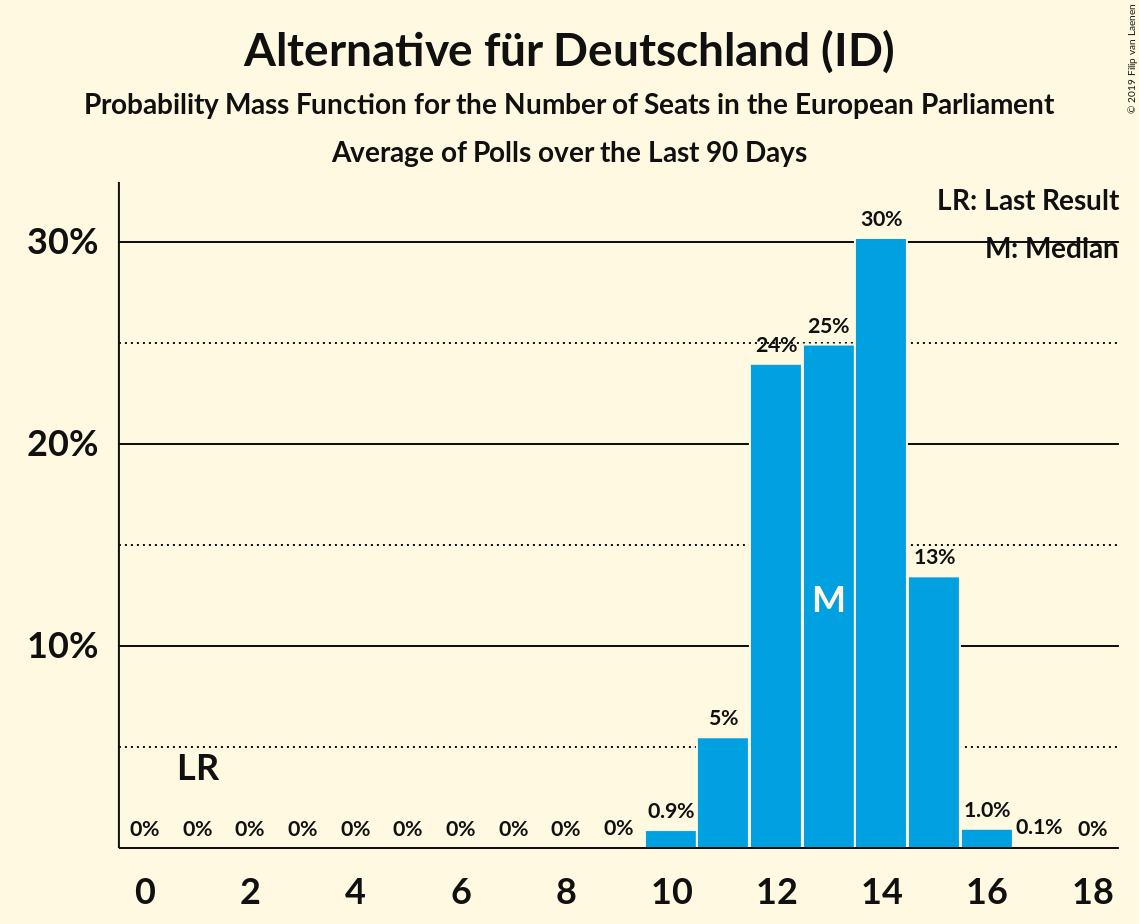 Alternative für Deutschland (ID)
Probability Mass Function for the Number of Seats in the European Parliament
Average of Polls over the Last 90 Days
© 2019 Filip van Laenen
LR: Last Result
M: Median
30%
20%
10%
0% 0% 0% 0% 0% 0% 0% 0% 0% 0% 0.9% 5% 24% 25% 30% 13% 1.0% 0.1% 0%
LR
M
0 2 4 6 8 10 12 14 16 18